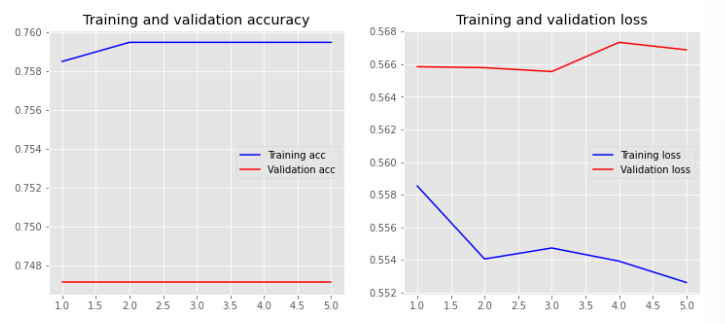 Training and validation accuracy
0.760
0.758
0.756
0.754
0.752
0.750
0.748
Training acc
Validation acc
1.0 1.5 2.0 2.5 3.0 3.5 4.0 4.5 5.0
Training and validation loss
0.568
0.566
0.564
0.562
0.560
0.558
0.556
0.554
0.552
Training loss
Validation loss
1.0 1.5 2.0 2.5 3.0 3.5 4.0 4.5 5.0